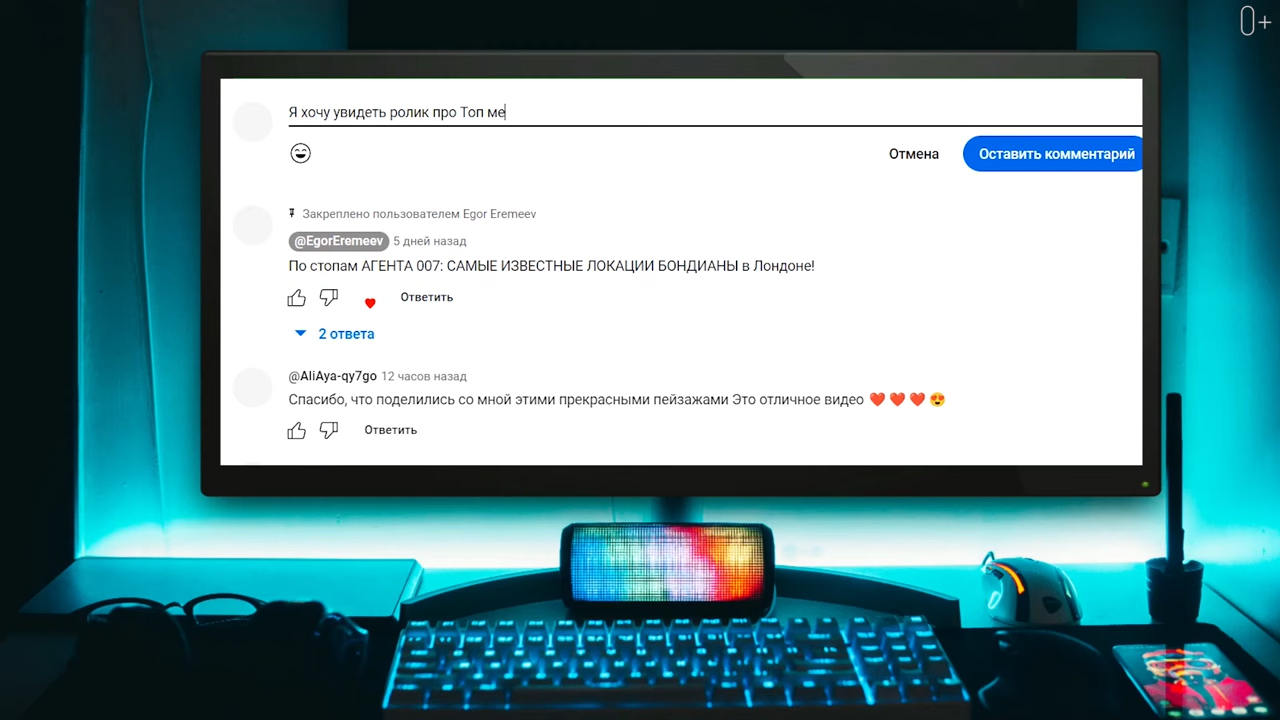 0+
Я хочу увидеть ролик про Топ ме
Отмена
Оставить комментарий
Закреплено пользователем Egor Eremeev
@EgorEremeev 5 дней назад
По стопам АГЕНТА 007: САМЫЕ ИЗВЕСТНЫЕ ЛОКАЦИИ БОНДИАНЫ в Лондоне!
Ответить
2 ответа
@AliAya-qy7go 12 часов назад
Спасибо, что поделились со мной этими прекрасными пейзажами Это отличное видео ❤️ ❤️ ❤️ 😍
Ответить